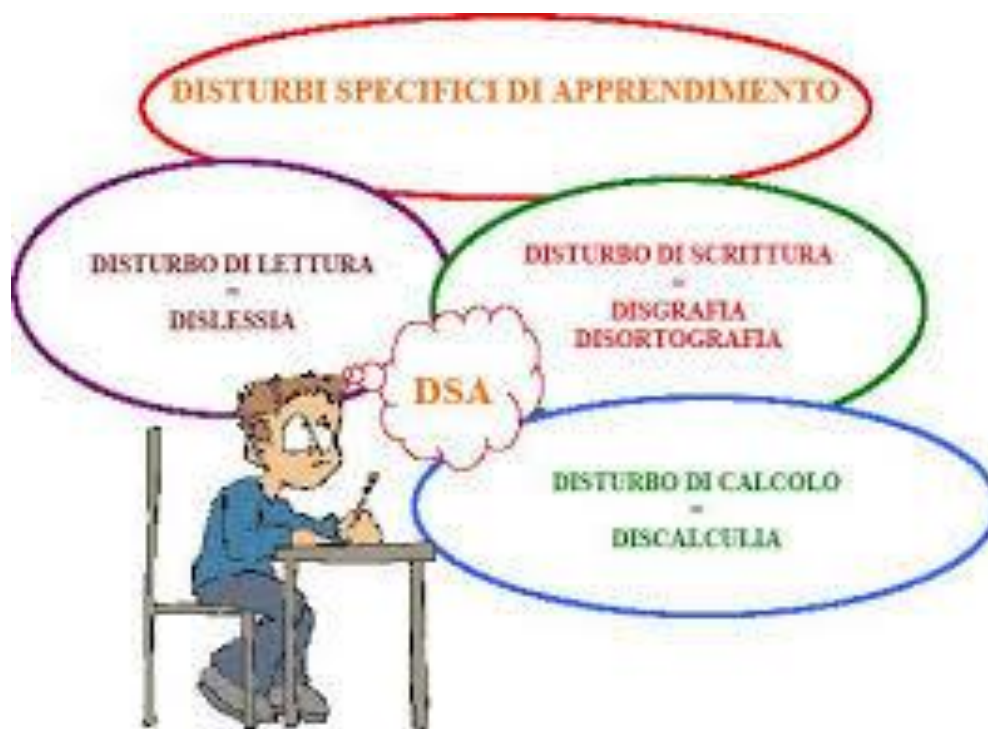 DISTURBI SPECIFICI DI APPRENDIMENTO
DISTURBO DI LETTURA
=
DISLESSIA
DISTURBO DI SCRITTURA
=
DISGRAFIA
DISORTOGRAFIA
DSA
DISTURBO DI CALCOLO
=
DISCALCULIA